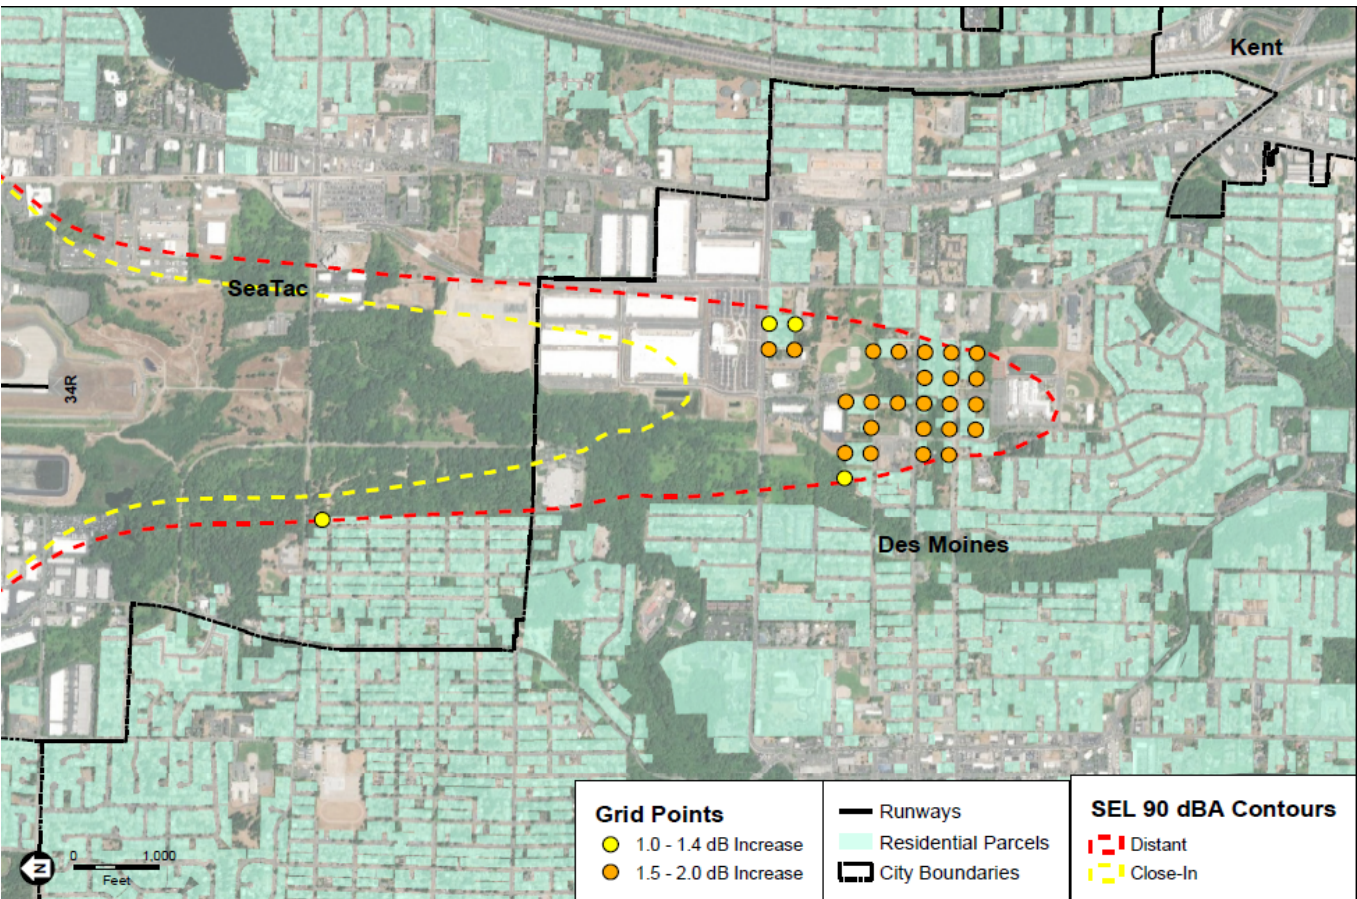 Kent
SeaTac
34R
Des Moines
N
0 1,000
Feet
Grid Points
1.0 - 1.4 dB Increase
1.5 - 2.0 dB Increase
Runways
Residential Parcels
City Boundaries
SEL 90 dBA Contours
Distant
Close-In